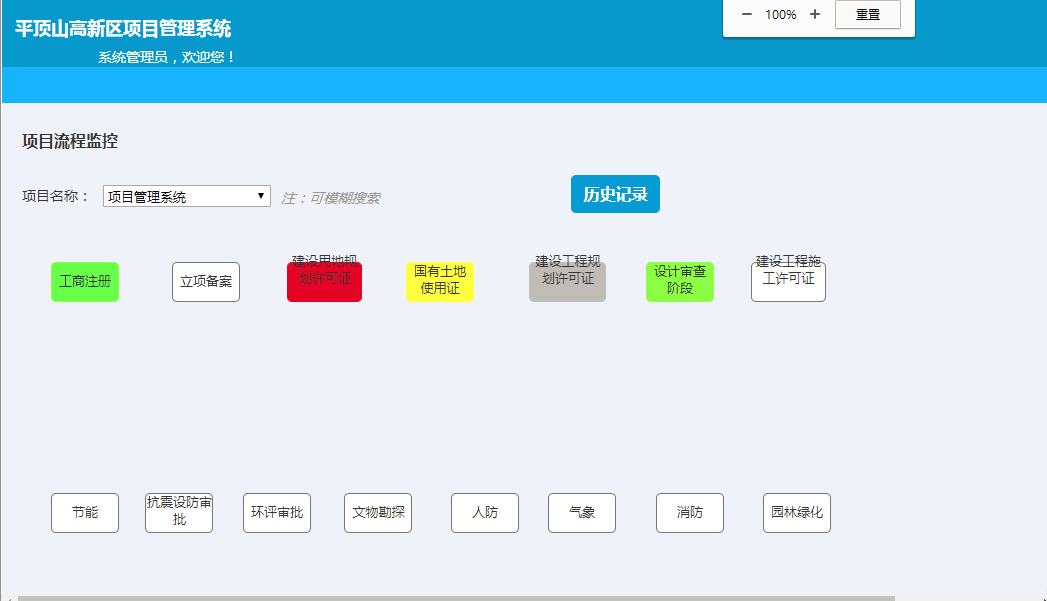 平顶山高新区项目管理系统
− 100% + 重置
系统管理员，欢迎您！
项目流程监控
项目名称： 项目管理系统 注：可模糊搜索 历史记录
工商注册
立项备案
建设用地规
划许可证
国有土地
使用证
建设工程规
划许可证
设计审查
阶段
建设工程施
工许可证
节能
抗震设防审
批
环评审批
文物勘探
人防
气象
消防
园林绿化